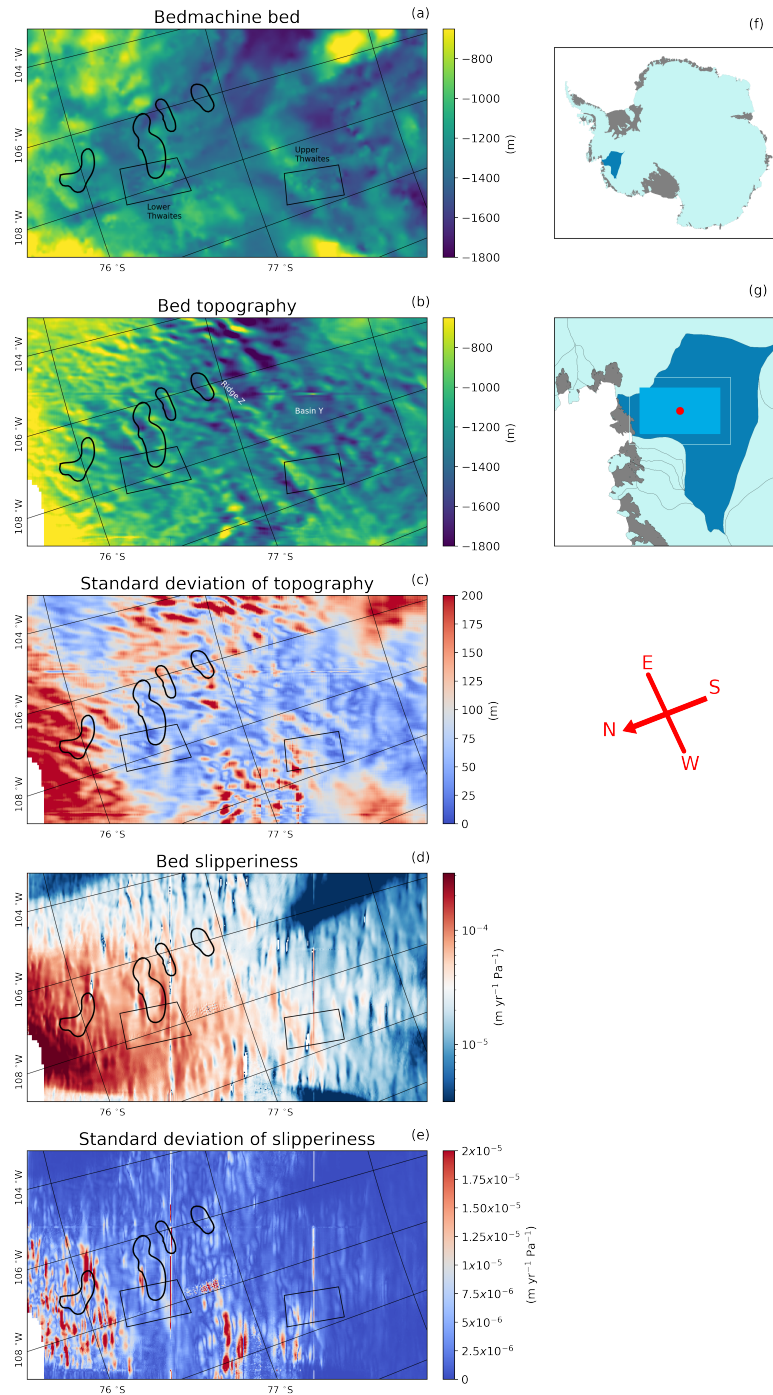 Bedmachine bed
(a)
104 °W
106 °W
108 °W
76 °S
77 °S
Upper
Thwaites
Lower
Thwaites
−800
−1000
−1200
−1400
−1600
−1800
(m)
(f)
Bed topography
(b)
104 °W
106 °W
108 °W
76 °S
77 °S
Ridge Z
Basin Y
−800
−1000
−1200
−1400
−1600
−1800
(m)
(g)
Standard deviation of topography
(c)
104 °W
106 °W
108 °W
76 °S
77 °S
200
175
150
125
100
75
50
25
0
(m)
E
S
N
W
Bed slipperiness
(d)
104 °W
106 °W
108 °W
76 °S
77 °S
10⁻⁴
10⁻⁵
(m yr⁻¹ Pa⁻¹)
Standard deviation of slipperiness
(e)
104 °W
106 °W
108 °W
76 °S
77 °S
2x10⁻⁵
1.75x10⁻⁵
1.5x10⁻⁵
1.25x10⁻⁵
1x10⁻⁵
7.5x10⁻⁶
5x10⁻⁶
2.5x10⁻⁶
0
(m yr⁻¹ Pa⁻¹)